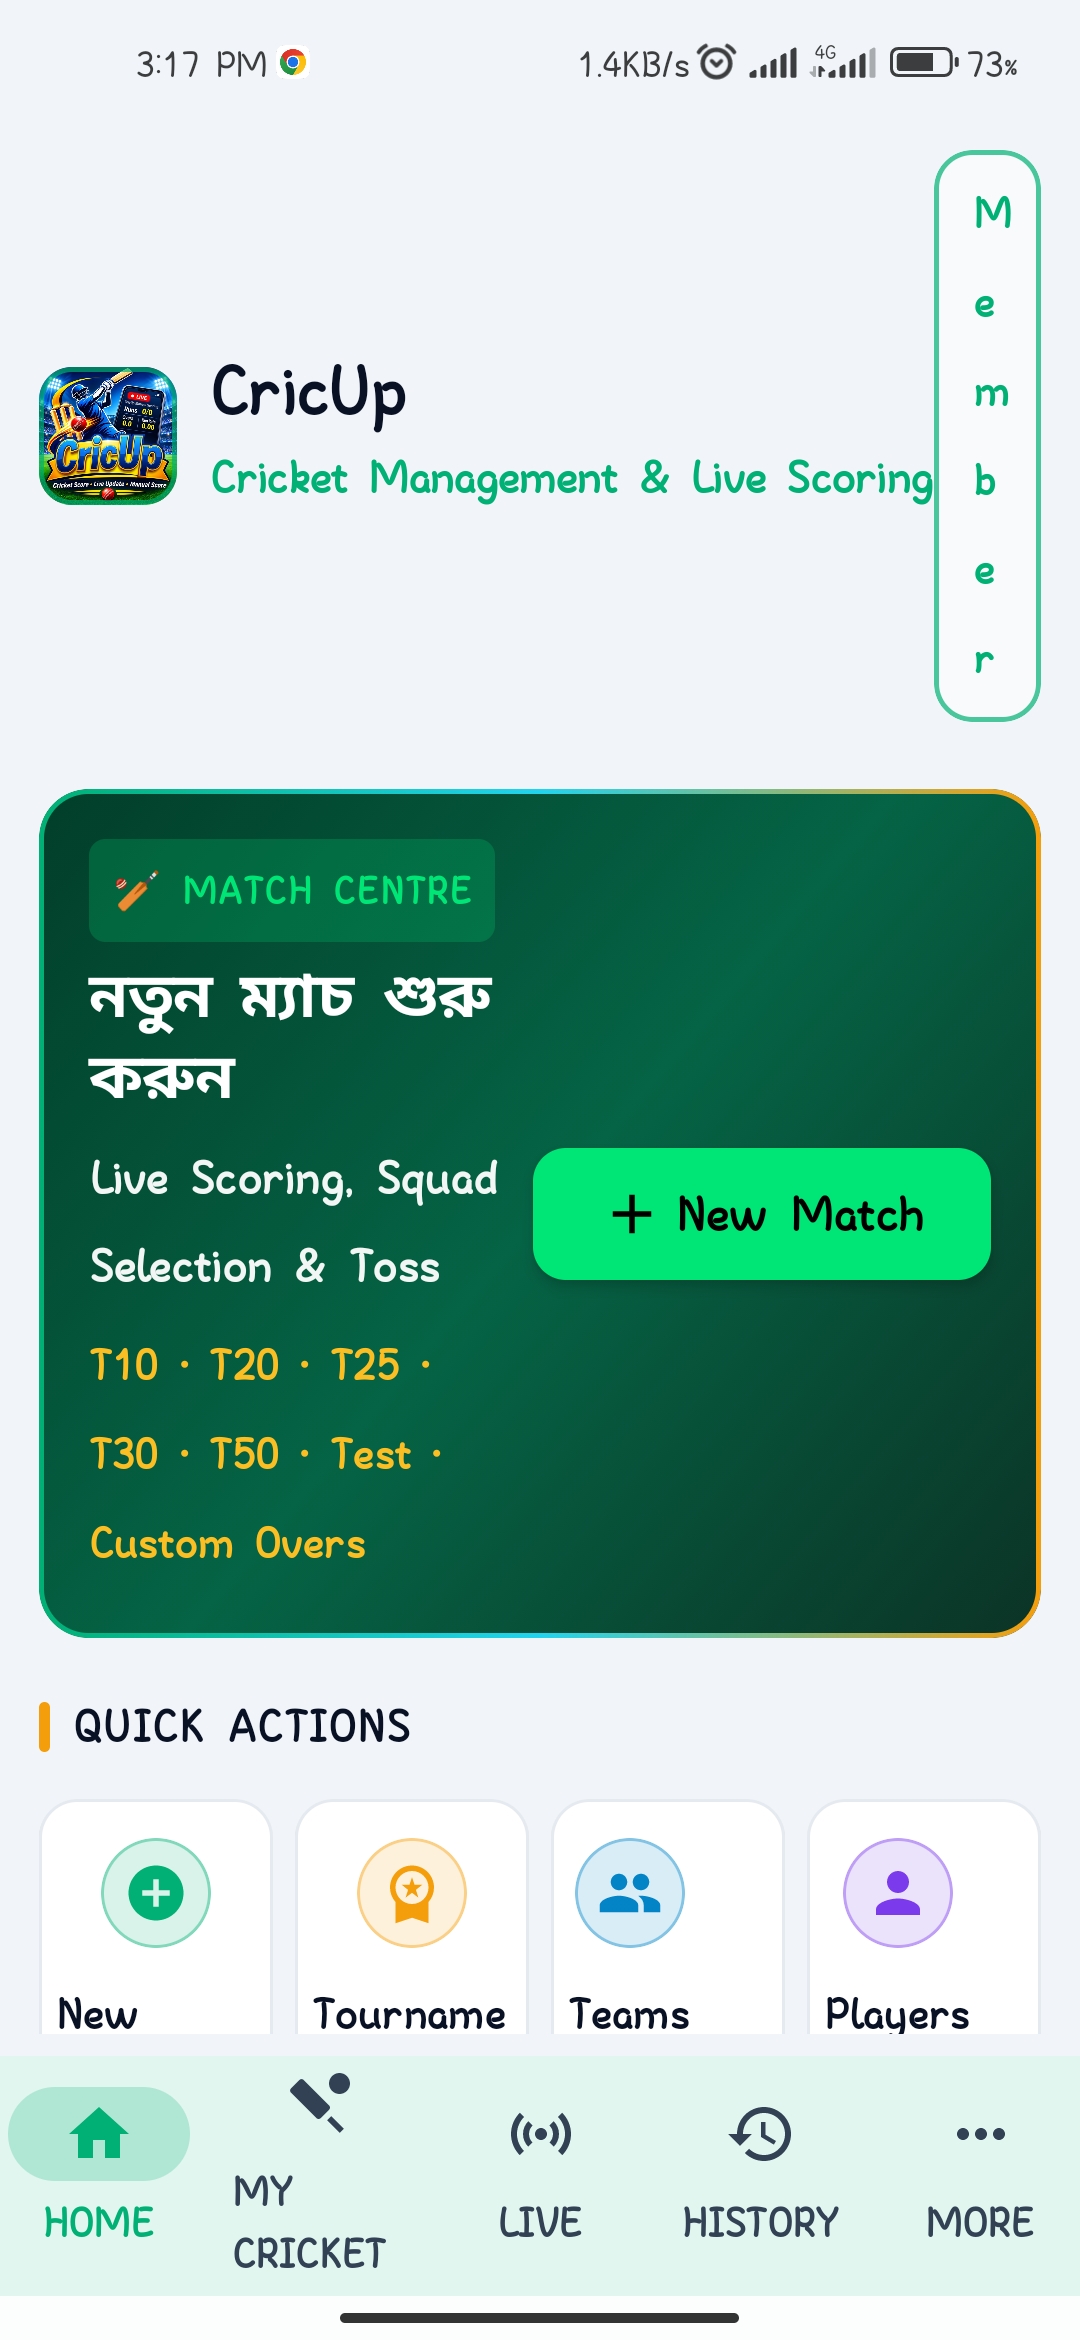 3:17 PM
1.4KB/s 4G 73%
CricUp
Cricket Management & Live Scoring
M
e
m
b
e
r
CricUp
MATCH CENTRE
নতুন ম্যাচ শুরু
করুন
Live Scoring, Squad
Selection & Toss
+ New Match
T10 · T20 · T25 ·
T30 · T50 · Test ·
Custom Overs
QUICK ACTIONS
New
Tourname
Teams
Players
HOME
MY
CRICKET
LIVE
HISTORY
MORE